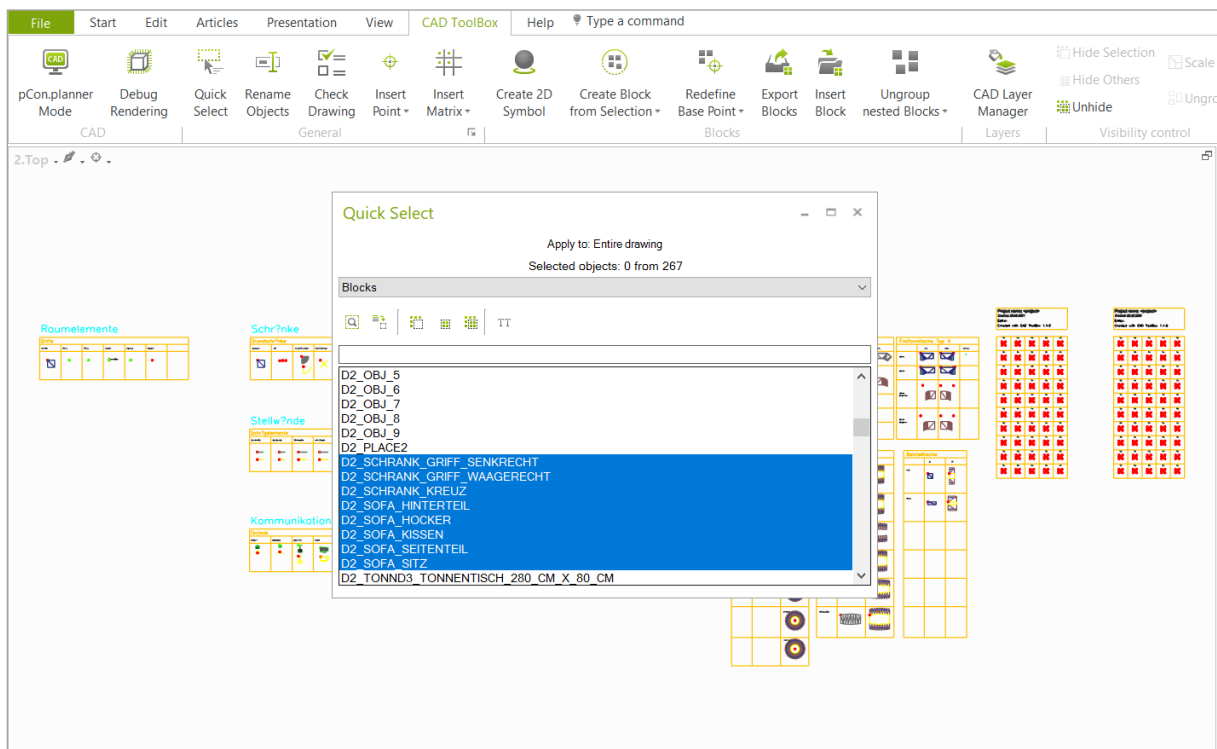 File Start Edit Articles Presentation View CAD ToolBox Help Type a command
CAD
pCon.planner Mode
Debug Rendering
Quick Select
Rename Objects
Check Drawing
Insert Point
Insert Matrix
Create 2D Symbol
Create Block from Selection
Redefine Base Point
Export Blocks
Insert Block
Ungroup nested Blocks
CAD Layer Manager
Hide Selection
Hide Others
Unhide
Scale
Ungro
CAD General Blocks Layers Visibility control
2.Top
Quick Select
Apply to: Entire drawing
Selected objects: 0 from 267
Blocks
TT
D2_OBJ_5
D2_OBJ_6
D2_OBJ_7
D2_OBJ_8
D2_OBJ_9
D2_PLACE2
D2_SCHRANK_GRIFF_SENKRECHT
D2_SCHRANK_GRIFF_WAAGERECHT
D2_SCHRANK_KREUZ
D2_SOFA_HINTERTEIL
D2_SOFA_HOCKER
D2_SOFA_KISSEN
D2_SOFA_SEITENTEIL
D2_SOFA_SITZ
D2_TONND3_TONNENTISCH_280_CM_X_80_CM
Raumelemente
Schr?nke
Stellw?nde
Kommunikation